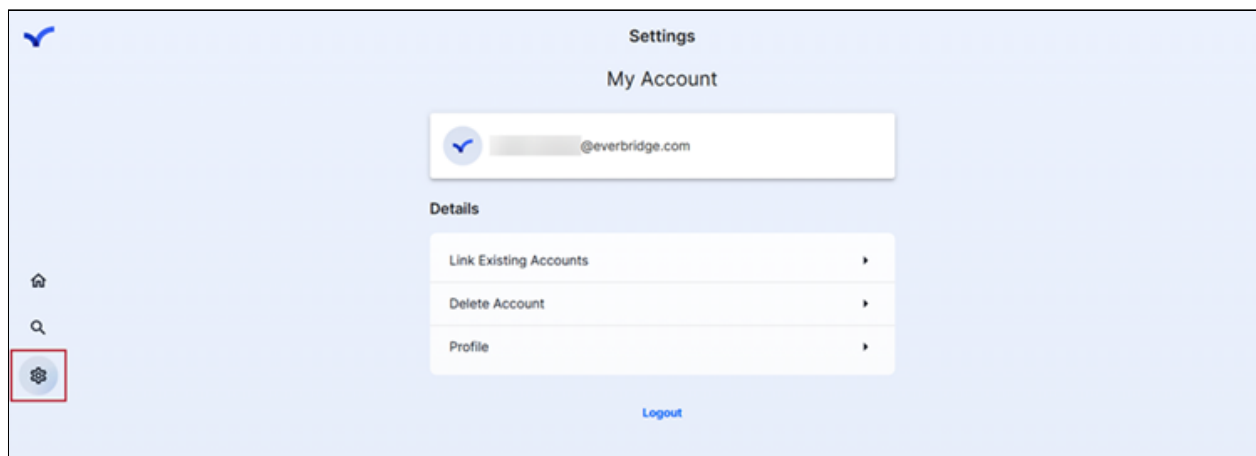 Settings
My Account
@everbridge.com
Details
Link Existing Accounts
Delete Account
Profile
Logout